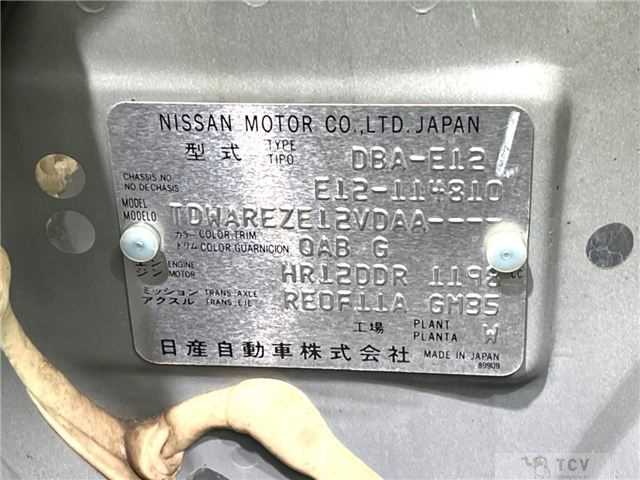 NISSAN MOTOR CO.,LTD. JAPAN
型式 TYPE TIPO DBA-E12
CHASSIS NO. NO DE CHASIS E12-114810
MODEL MODELO TDWAREZE12VDAA----
カラー COLOR TRIM
トリム COLOR, GUARNICION QAB G
エンジン ENGINE MOTOR HR12DDR 1198 CC
ミッション TRANS. AXLE
アクスル TRANS. EJE RE0F11A GM35
工場 PLANT PLANTA W
日産自動車株式会社 MADE IN JAPAN
89909
TCV